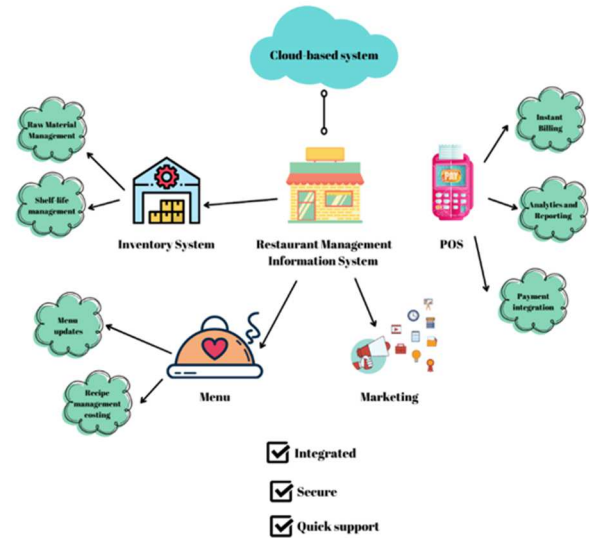 Cloud-based system
Raw Material
Management
Shelf-life
management
Instant
Billing
Analytics and
Reporting
Payment
integration
PAY
Inventory System
Restaurant Management
Information System
POS
Menu
updates
Recipe
management
costing
Menu
Marketing
Integrated
Secure
Quick support